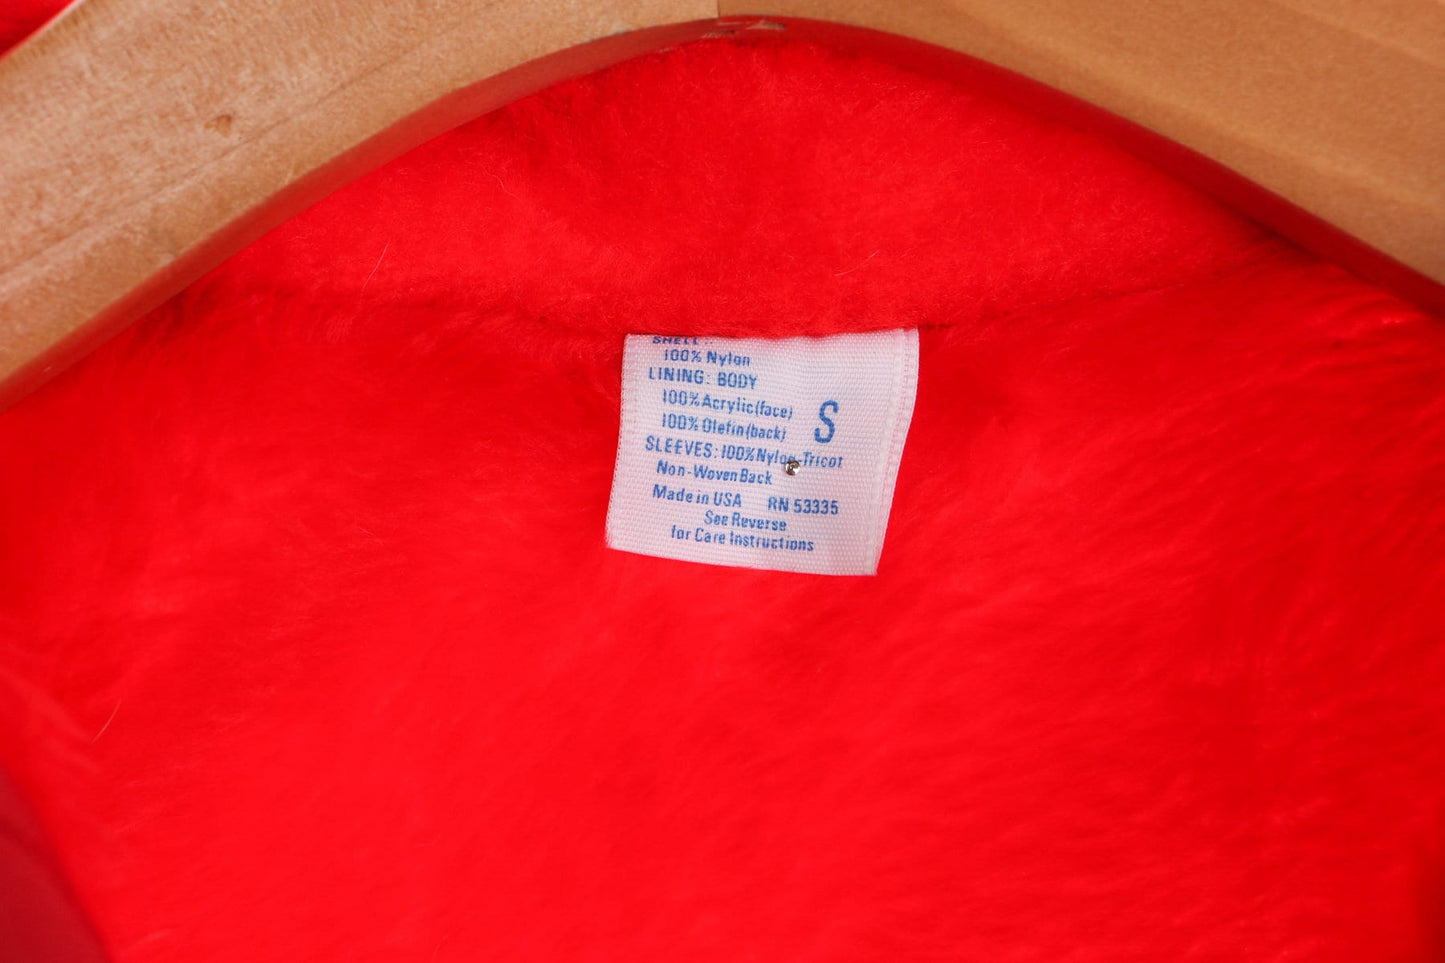 SHELL:
100% Nylon
LINING: BODY
100% Acrylic(face)
100% Olefin(back)
S
SLEEVES: 100% Nylon-Tricot
Non-Woven Back
Made in USA RN 53335
See Reverse
for Care Instructions